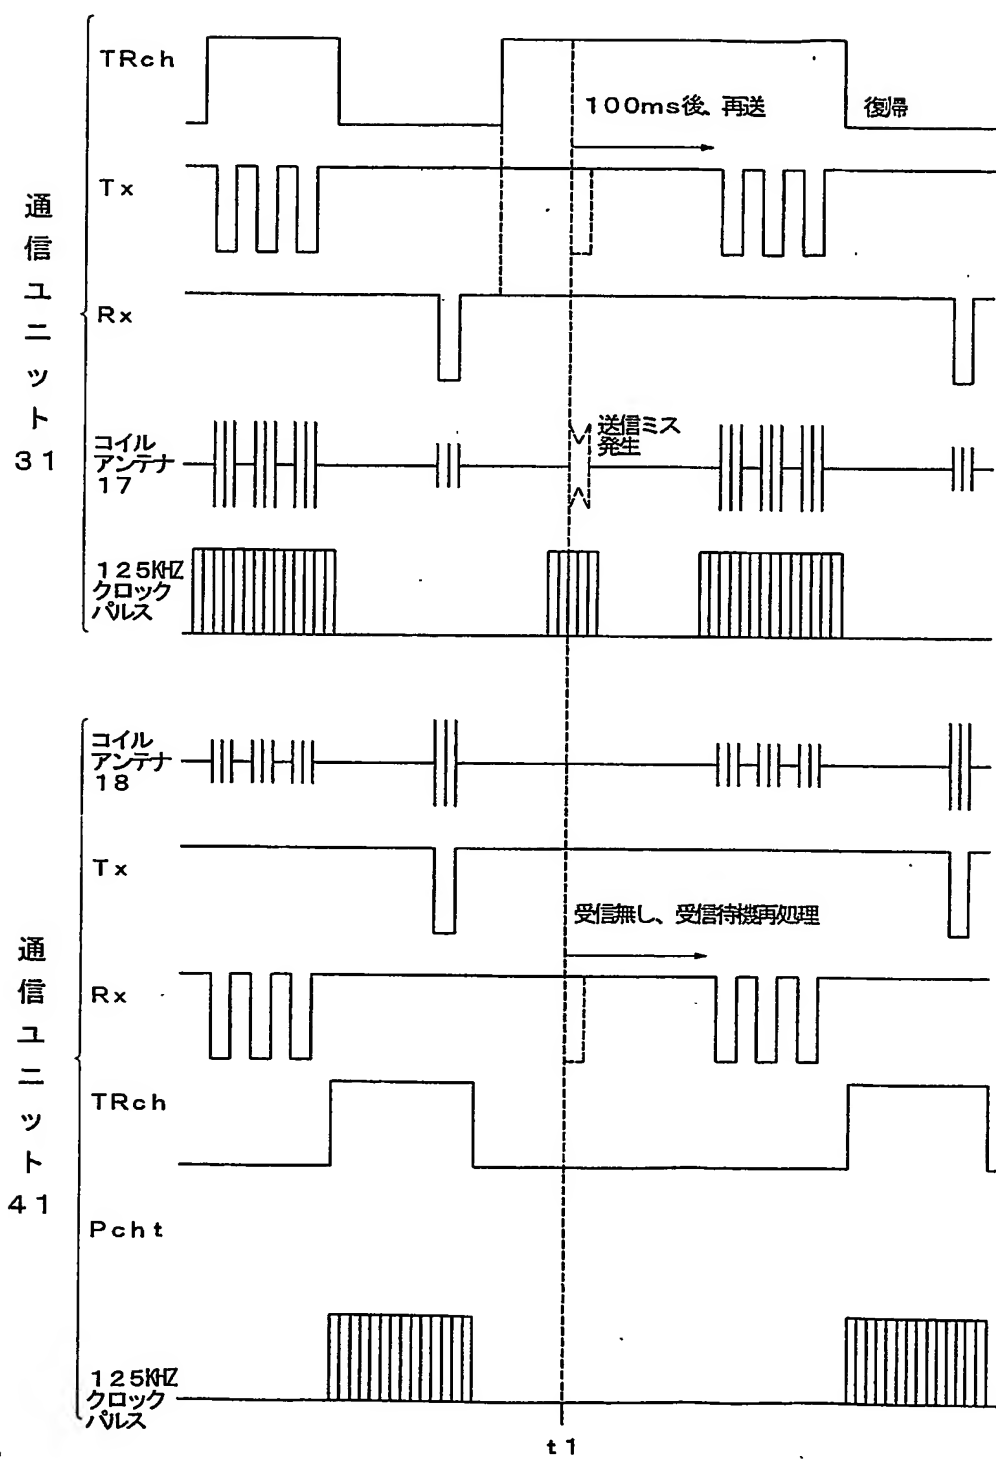 通信ユニット31
TRch
100ms後、再送
復帰
Tx
Rx
コイル
アンテナ
17
送信ミス
発生
125KHZ
クロック
パルス
通信ユニット41
コイル
アンテナ
18
Tx
受信無し、受信待機再処理
Rx
TRch
Pcht
125KHZ
クロック
パルス
t1